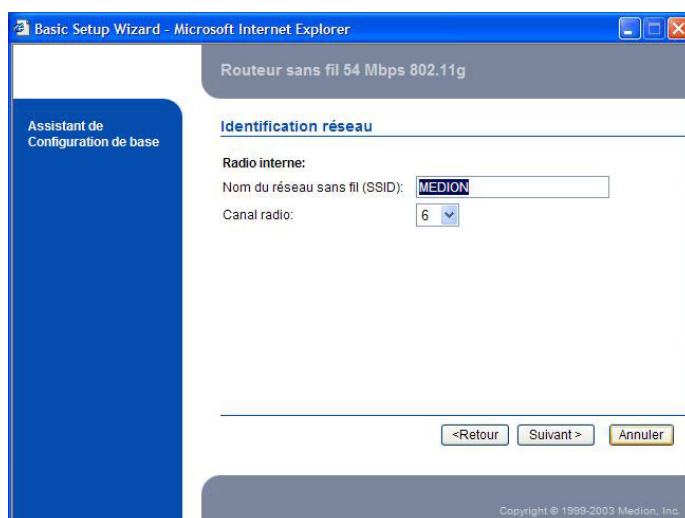 Basic Setup Wizard - Microsoft Internet Explorer
Routeur sans fil 54 Mbps 802.11g
Assistant de
Configuration de base
Identification réseau
Radio interne:
Nom du réseau sans fil (SSID): MEDION
Canal radio: 6
<Retour Suivant > Annuler
Copyright © 1999-2003 Medion, Inc.